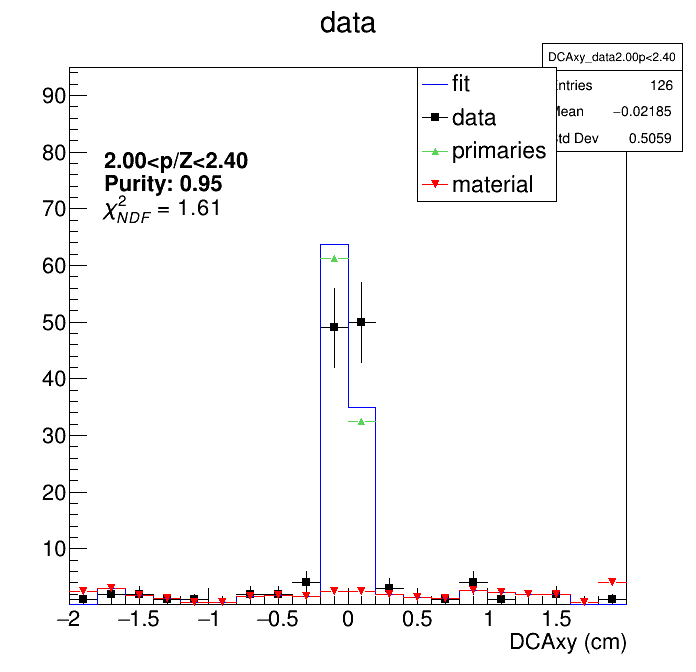 data
DCAxy_data2.00p<2.40
Entries 126
Mean −0.02185
Std Dev 0.5059
fit
data
primaries
material
2.00<p/Z<2.40
Purity: 0.95
χ²NDF = 1.61
90
80
70
60
50
40
30
20
10
−2 −1.5 −1 −0.5 0 0.5 1 1.5
DCAxy (cm)